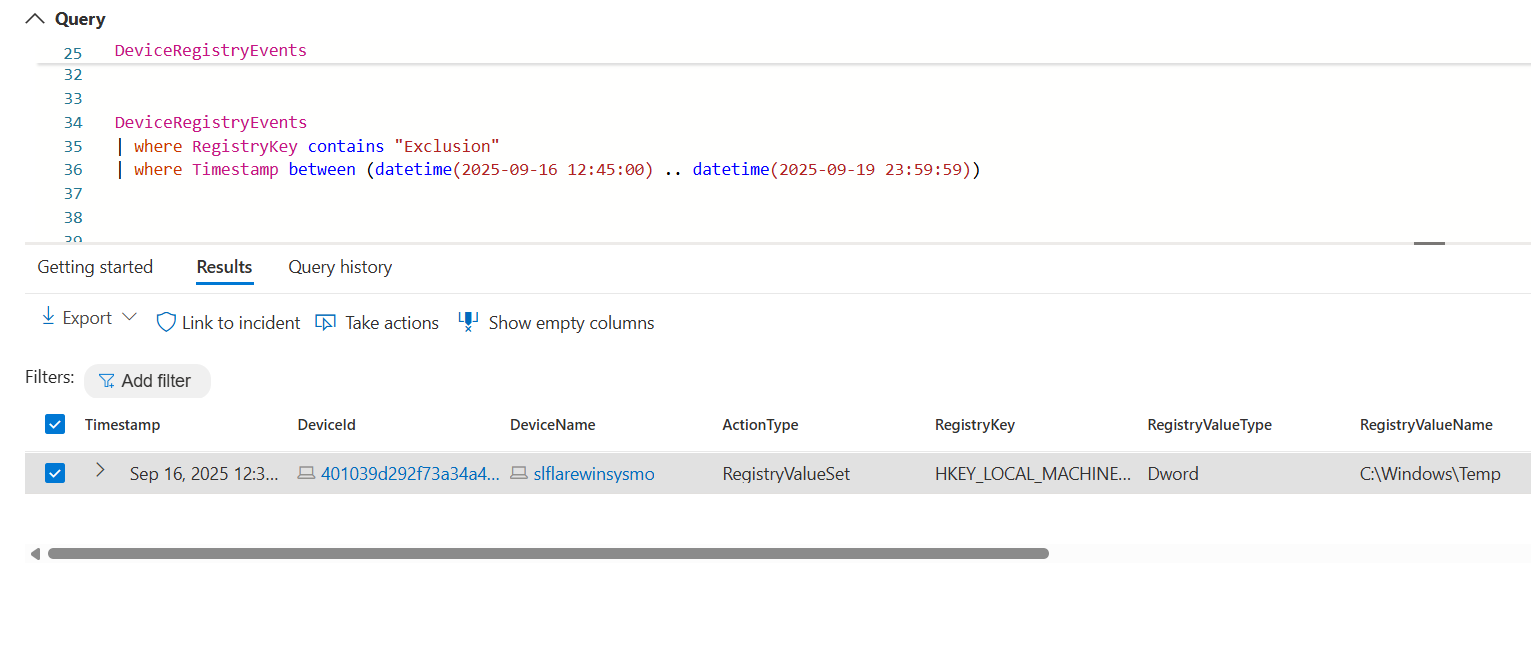 Query
25 DeviceRegistryEvents
32
33
34 DeviceRegistryEvents
35 | where RegistryKey contains "Exclusion"
36 | where Timestamp between (datetime(2025-09-16 12:45:00) .. datetime(2025-09-19 23:59:59))
37
38
39
Getting started Results Query history
Export Link to incident Take actions Show empty columns
Filters: Add filter
Timestamp DeviceId DeviceName ActionType RegistryKey RegistryValueType RegistryValueName
Sep 16, 2025 12:3... 401039d292f73a34a4... slflarewinsysmo RegistryValueSet HKEY_LOCAL_MACHINE... Dword C:\Windows\Temp